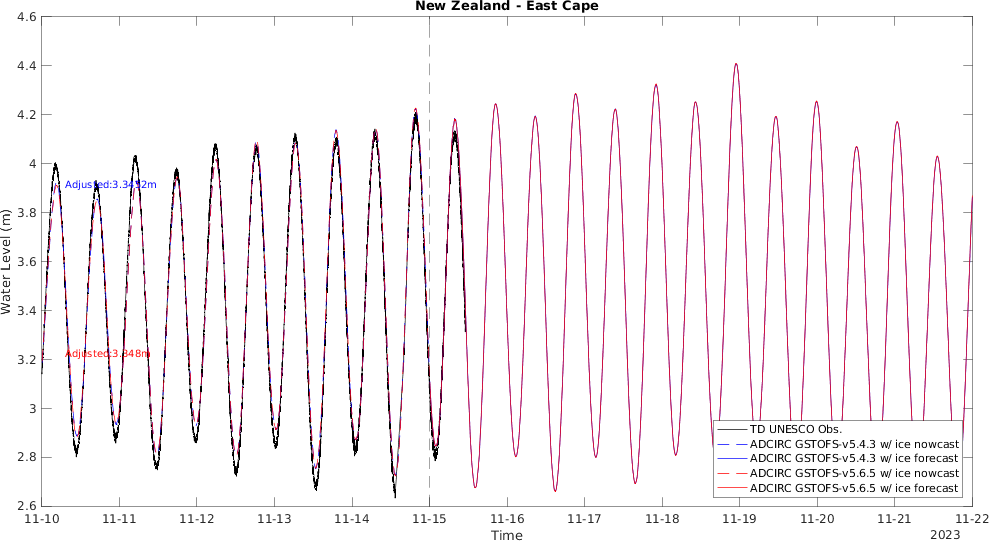 New Zealand - East Cape
4.6
4.4
4.2
4
3.8
3.6
3.4
3.2
3
2.8
2.6
Water Level (m)
Adjusted:3.3492m
Adjusted:3.348m
TD UNESCO Obs.
ADCIRC GSTOFS-v5.4.3 w/ ice nowcast
ADCIRC GSTOFS-v5.4.3 w/ ice forecast
ADCIRC GSTOFS-v5.6.5 w/ ice nowcast
ADCIRC GSTOFS-v5.6.5 w/ ice forecast
11-10 11-11 11-12 11-13 11-14 11-15 11-16 11-17 11-18 11-19 11-20 11-21 11-22
Time
2023